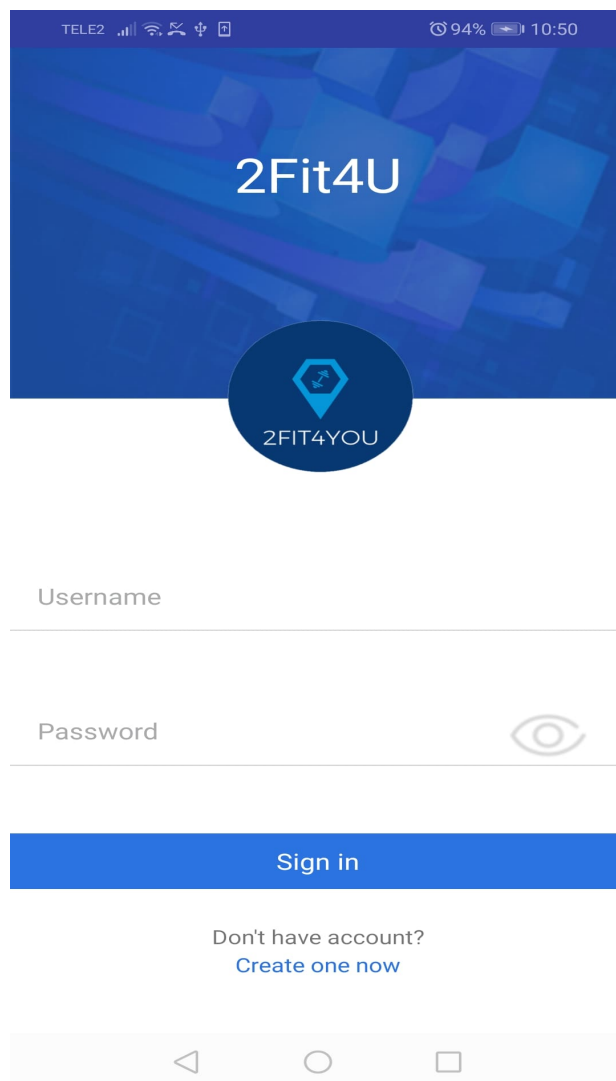 TELE2 94% 10:50
2Fit4U
2FIT4YOU
Username
Password
Sign in
Don't have account?
Create one now